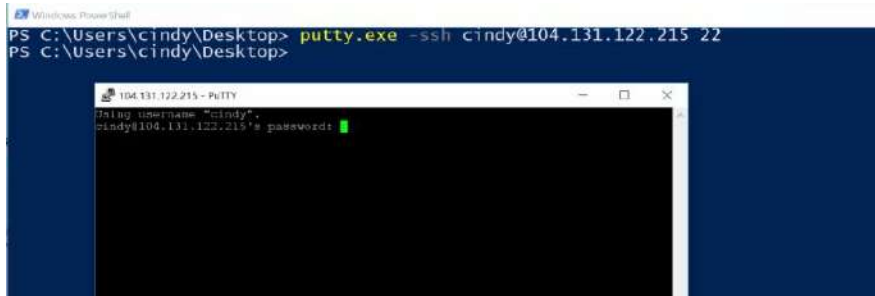 Windows PowerShell
PS C:\Users\cindy\Desktop> putty.exe -ssh cindy@104.131.122.215 22
PS C:\Users\cindy\Desktop>
104.131.122.215 - PuTTY
Using username "cindy".
cindy@104.131.122.215's password: